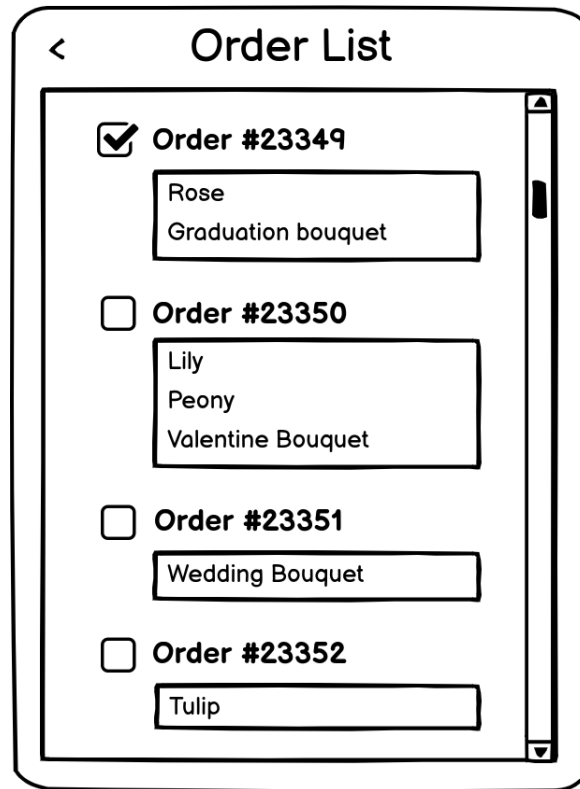 Order List
Order #23349
Rose
Graduation bouquet
Order #23350
Lily
Peony
Valentine Bouquet
Order #23351
Wedding Bouquet
Order #23352
Tulip